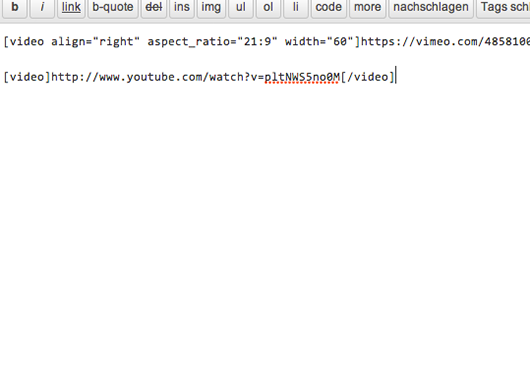 b i link b-quote del ins img ul ol li code more nachschlagen Tags schl
[video align="right" aspect_ratio="21:9" width="60"]https://vimeo.com/4858100
[video]http://www.youtube.com/watch?v=pltNWS5no0M[/video]